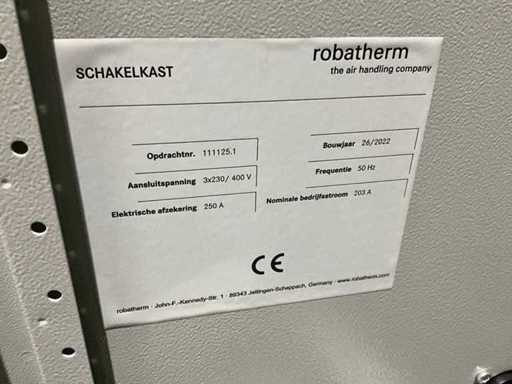 robatherm
the air handling company
SCHAKELKAST
Opdrachtnr. 111125.1
Bouwjaar 26/2022
Aansluitspanning 3x230/ 400 V
Frequentie 50 Hz
Elektrische afzekering 250 A
Nominale bedrijfsstroom 203 A
CE
robatherm · John-F.-Kennedy-Str. 1 · 89343 Jettingen-Scheppach, Germany · www.robatherm.com